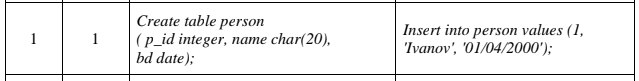 1
1
Create table person
( p_id integer, name char(20),
bd date);
Insert into person values (1,
'Ivanov', '01/04/2000');